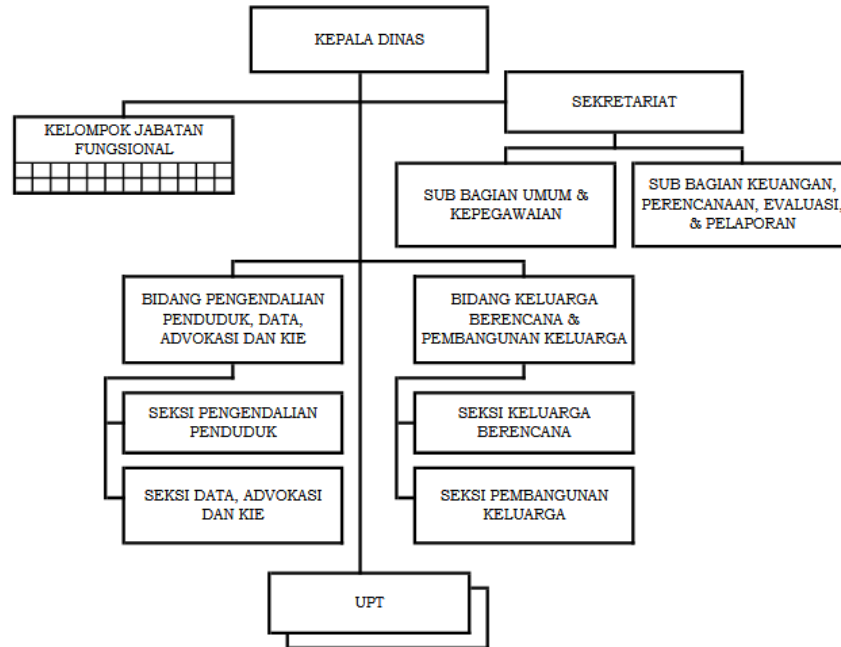 KEPALA DINAS
SEKRETARIAT
KELOMPOK JABATAN
FUNGSIONAL
SUB BAGIAN UMUM &
KEPEGAWAIAN
SUB BAGIAN KEUANGAN,
PERENCANAAN, EVALUASI,
& PELAPORAN
BIDANG PENGENDALIAN
PENDUDUK, DATA,
ADVOKASI DAN KIE
BIDANG KELUARGA
BERENCANA &
PEMBANGUNAN KELUARGA
SEKSI PENGENDALIAN
PENDUDUK
SEKSI KELUARGA
BERENCANA
SEKSI DATA, ADVOKASI
DAN KIE
SEKSI PEMBANGUNAN
KELUARGA
UPT